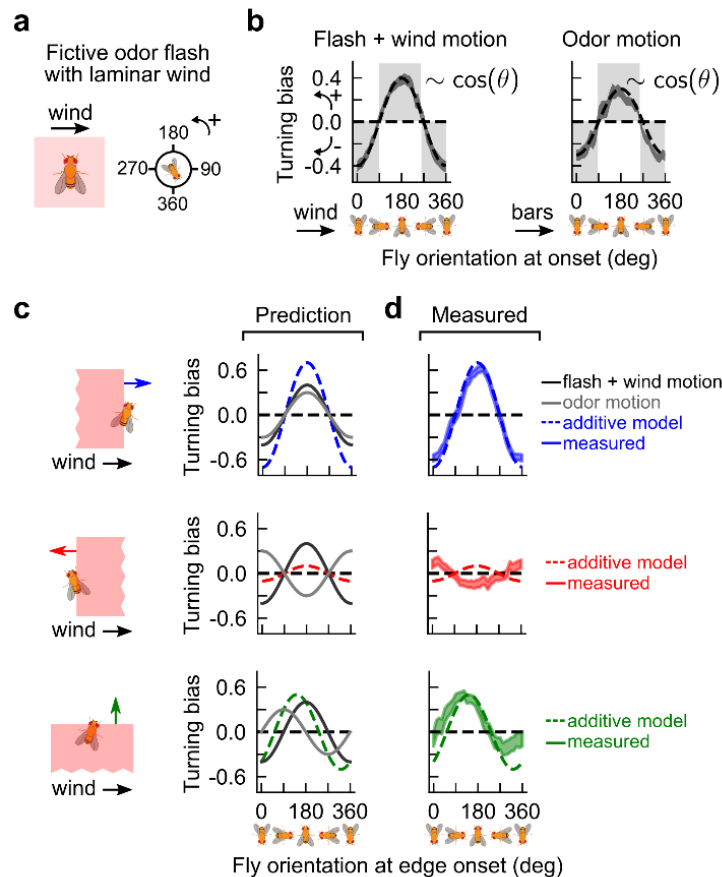 a
Fictive odor flash
with laminar wind
wind
180
+
270
90
360
b
Flash + wind motion
Odor motion
Turning bias
0.4
0.0
-0.4
+
-
~ cos(θ)
~ cos(θ)
0 180 360
0 180 360
wind
bars
Fly orientation at onset (deg)
c
Prediction
d
Measured
wind
Turning bias
0.6
0.0
-0.6
flash + wind motion
odor motion
additive model
measured
wind
Turning bias
0.6
0.0
-0.6
additive model
measured
wind
Turning bias
0.6
0.0
-0.6
additive model
measured
0 180 360
0 180 360
Fly orientation at edge onset (deg)